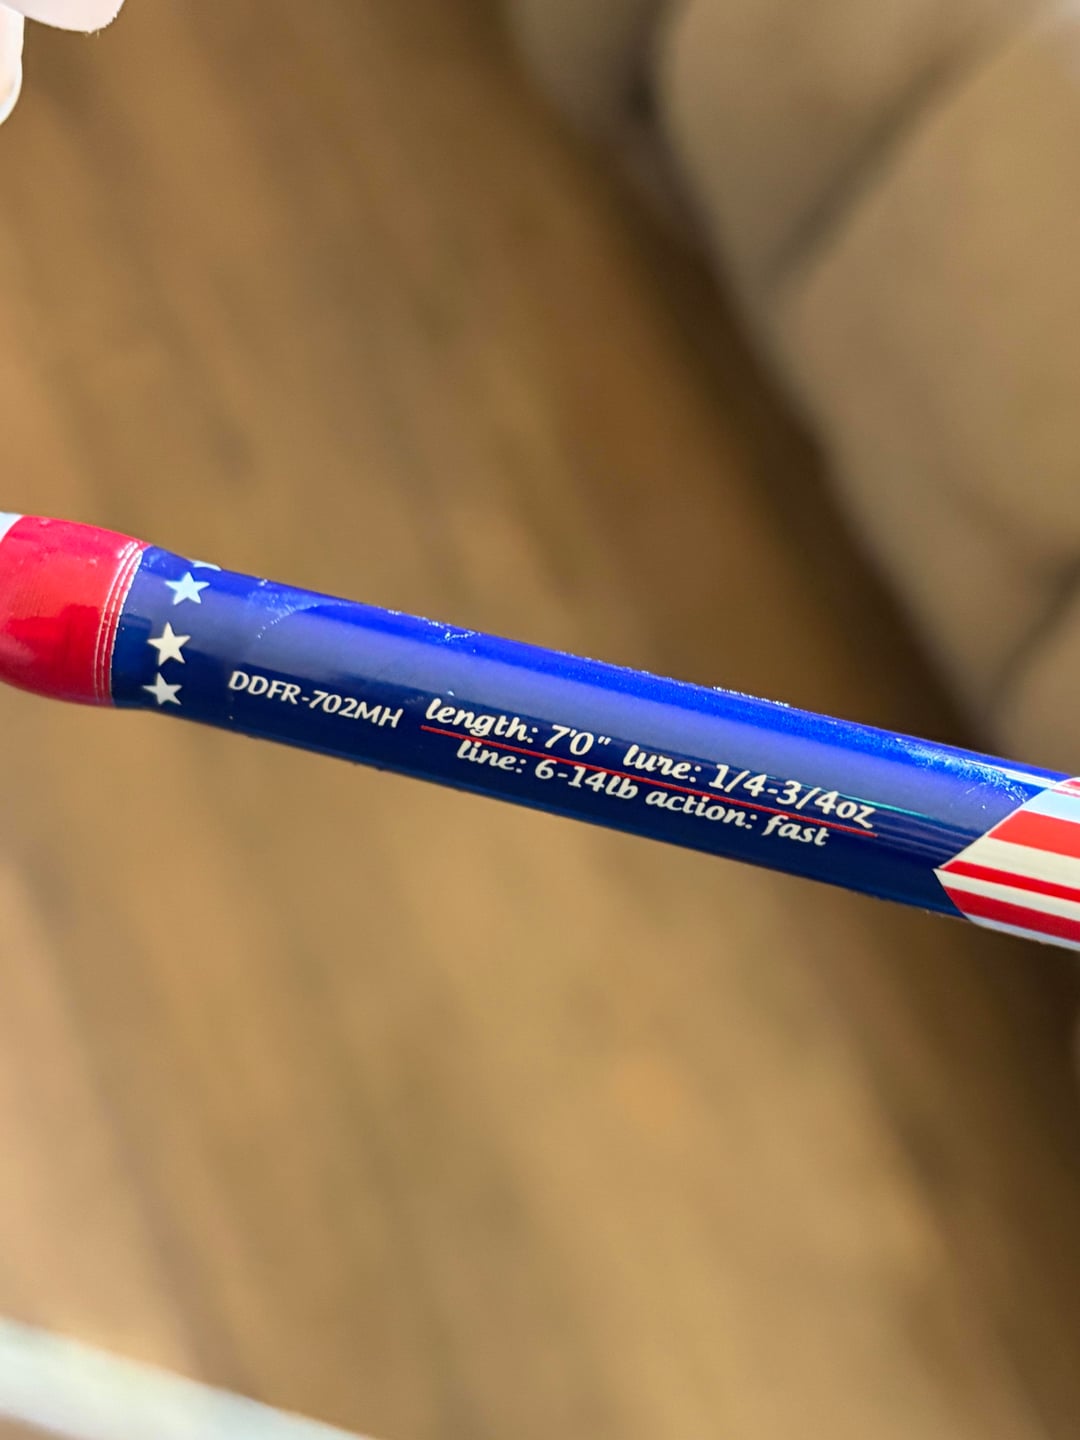 DDFR-702MH
length: 7'0" lure: 1/4-3/4oz
line: 6-14lb action: fast